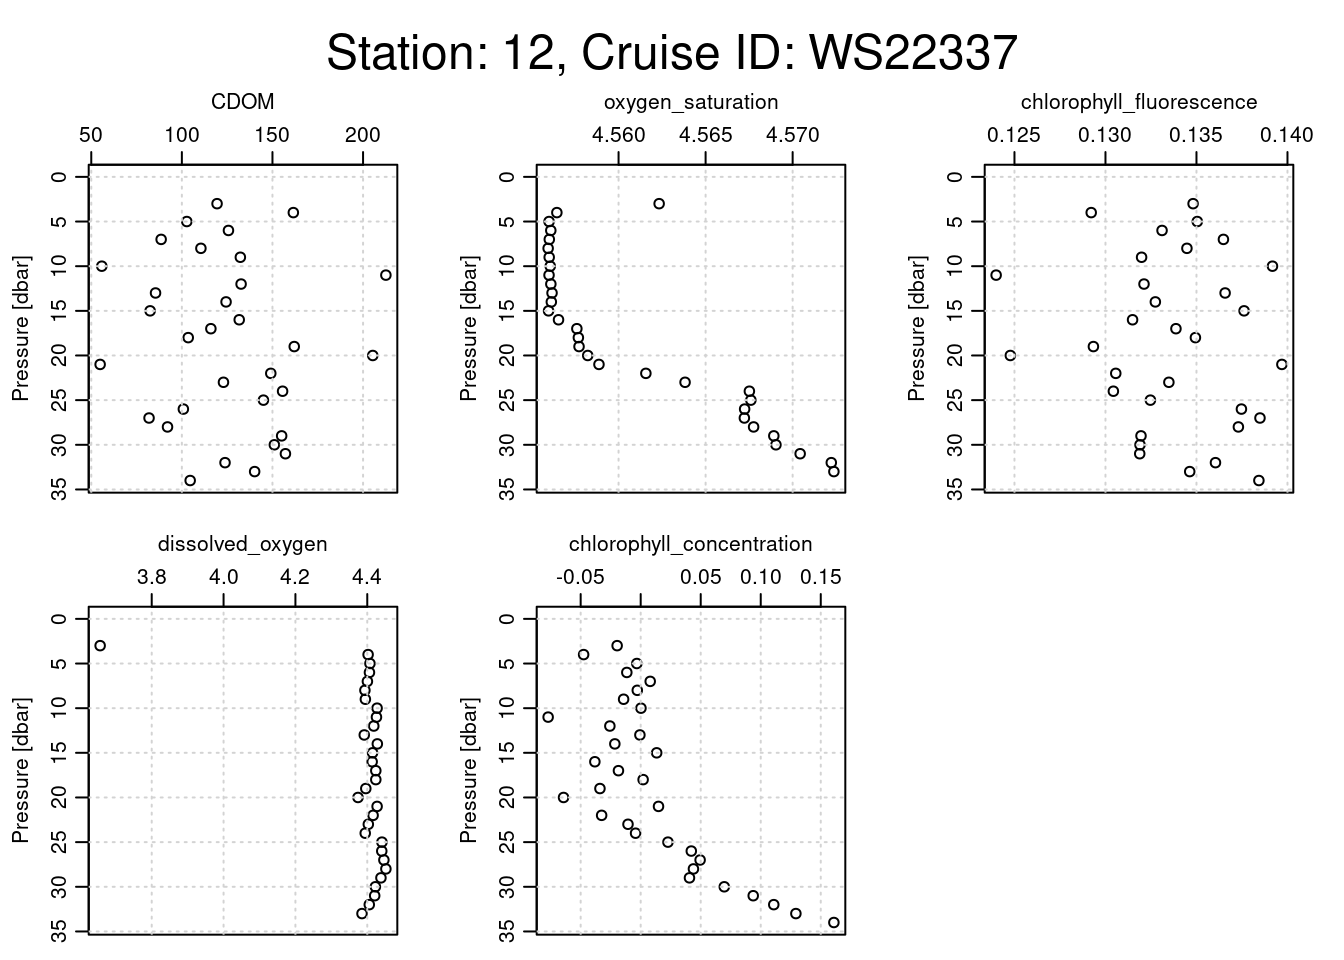 Station: 12, Cruise ID: WS22337
CDOM
50 100 150 200
Pressure [dbar]
0 5 10 15 20 25 30 35
oxygen_saturation
4.560 4.565 4.570
Pressure [dbar]
0 5 10 15 20 25 30 35
chlorophyll_fluorescence
0.125 0.130 0.135 0.140
Pressure [dbar]
0 5 10 15 20 25 30 35
dissolved_oxygen
3.8 4.0 4.2 4.4
Pressure [dbar]
0 5 10 15 20 25 30 35
chlorophyll_concentration
-0.05 0.05 0.10 0.15
Pressure [dbar]
0 5 10 15 20 25 30 35